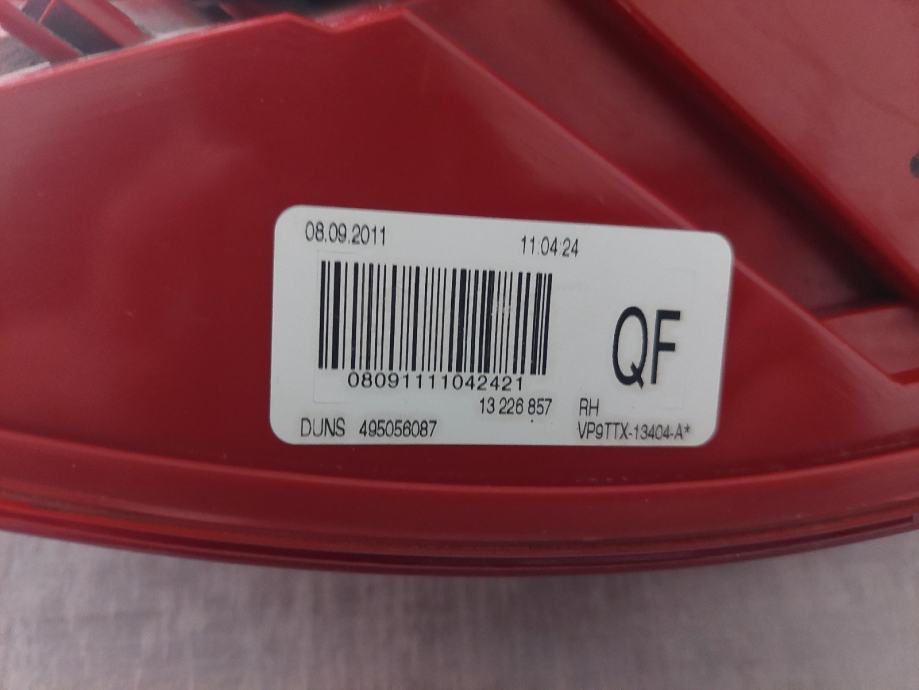 08.09.2011 11:04:24
08091111042421
QF
13 226 857 RH
DUNS 495056087 VP9TTX-13404-A*